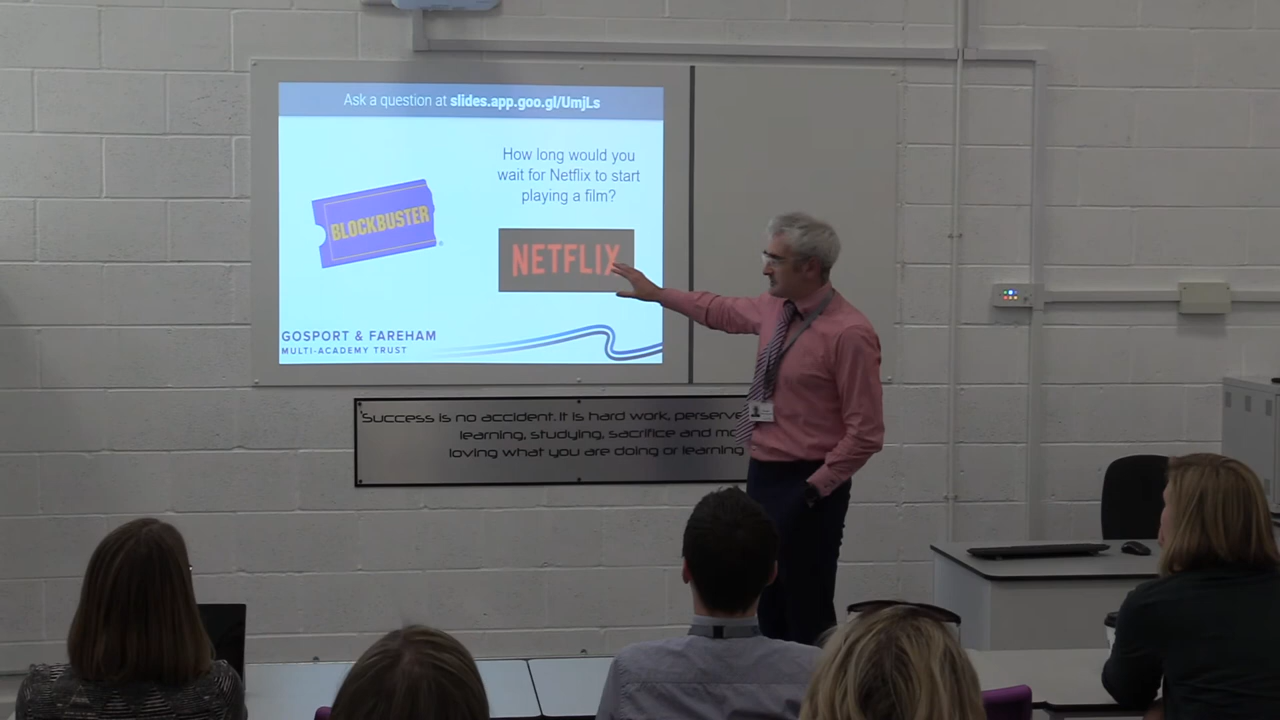 Ask a question at slides.app.goo.gl/UmjLs
How long would you
wait for Netflix to start
playing a film?
BLOCKBUSTER
NETFLIX
GOSPORT & FAREHAM
MULTI-ACADEMY TRUST
'Success is no accident. It is hard work, perserve
learning, studying, sacrifice and mo
loving what you are doing or learning